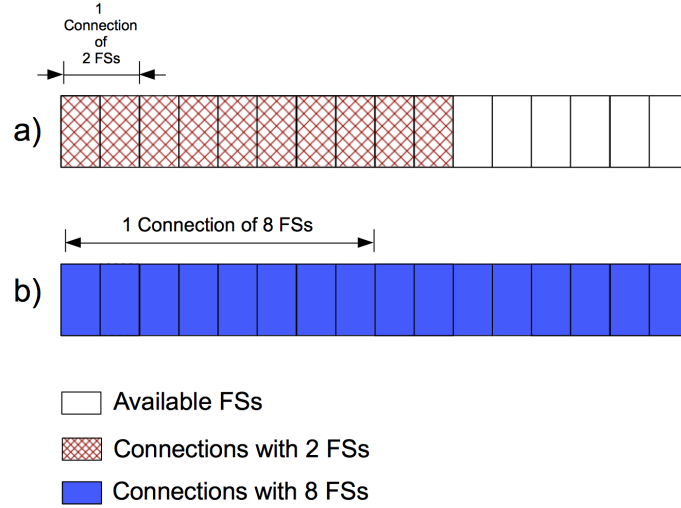 1
Connection
of
2 FSs
a)
1 Connection of 8 FSs
b)
Available FSs
Connections with 2 FSs
Connections with 8 FSs